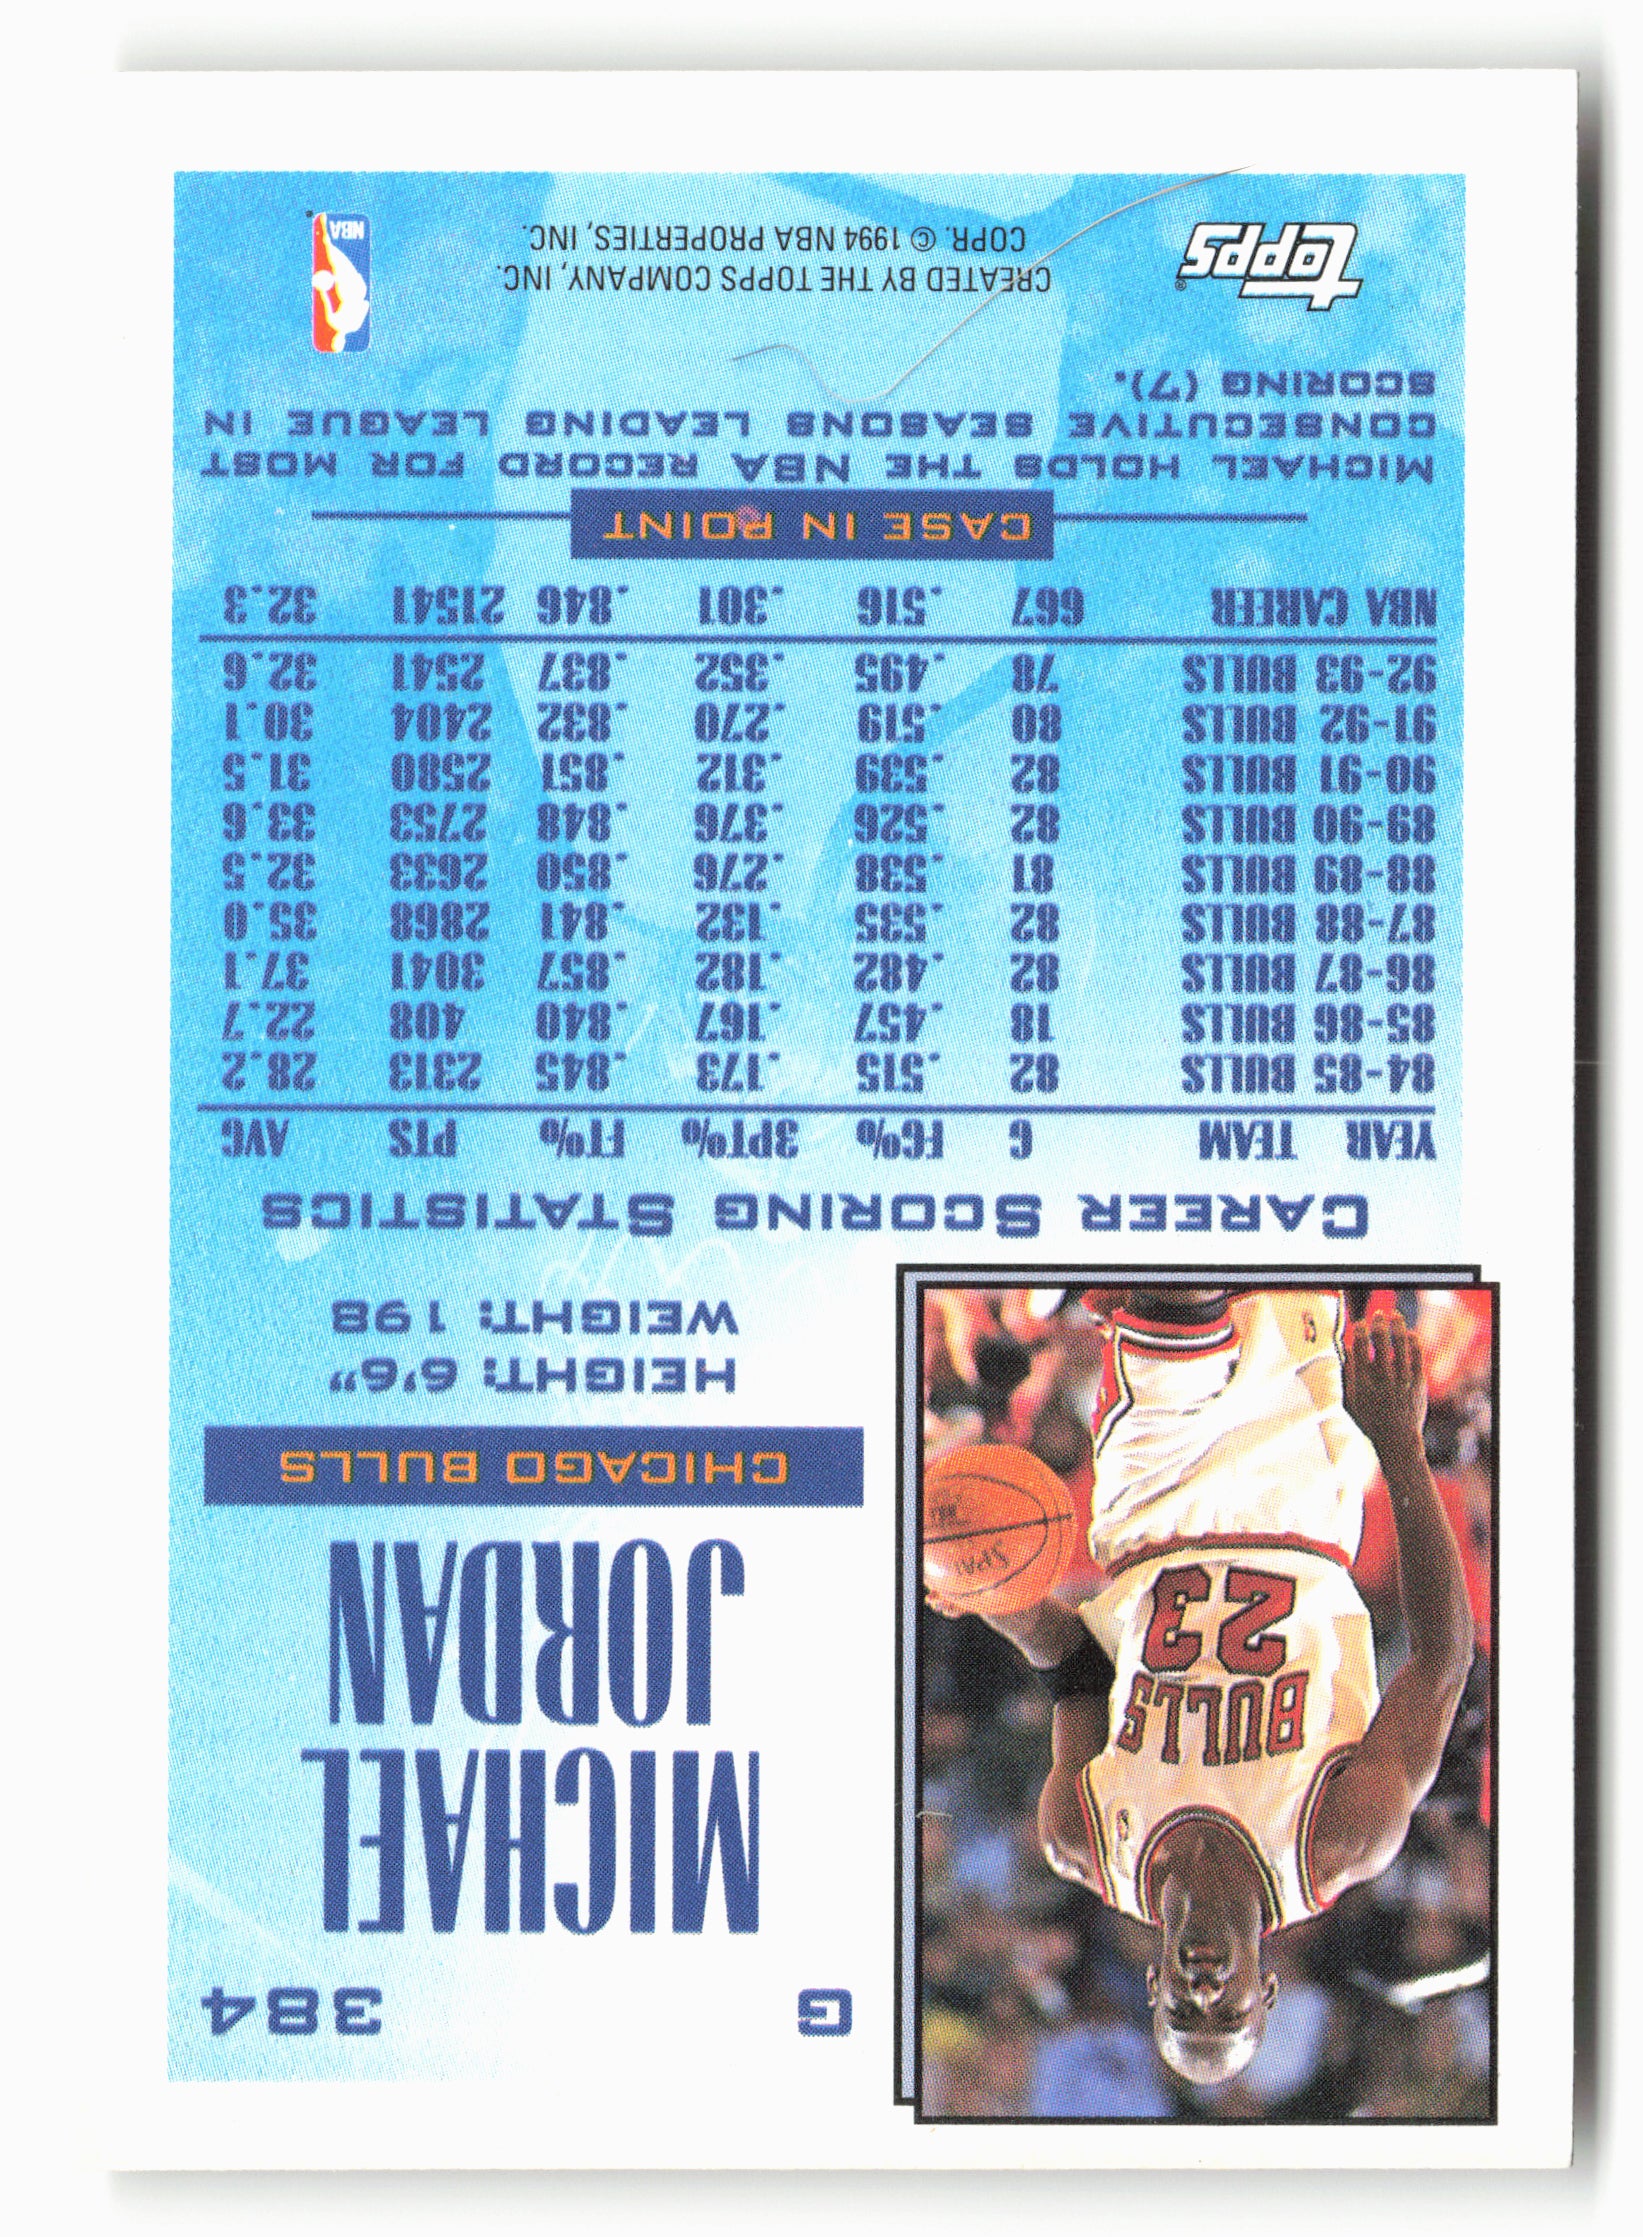 384
G
MICHAEL
JORDAN
CHICAGO BULLS
HEIGHT: 6'6"
WEIGHT: 198
BULLS
23
CAREER SCORING STATISTICS
YEAR TEAM G FG% 3PT% FT% PTS AVG
84-85 BULLS 82 .515 .173 .845 2313 28.2
85-86 BULLS 18 .457 .167 .840 408 22.7
86-87 BULLS 82 .482 .182 .857 3041 37.1
87-88 BULLS 82 .535 .132 .841 2868 35.0
88-89 BULLS 81 .538 .276 .850 2633 32.5
89-90 BULLS 82 .526 .376 .848 2753 33.6
90-91 BULLS 82 .539 .312 .851 2580 31.5
91-92 BULLS 80 .519 .270 .832 2404 30.1
92-93 BULLS 78 .495 .352 .837 2541 32.6
NBA CAREER 667 .516 .301 .846 21541 32.3
CASE IN POINT
MICHAEL HOLDS THE NBA RECORD FOR MOST
CONSECUTIVE SEASONS LEADING LEAGUE IN
SCORING (7).
Topps®
CREATED BY THE TOPPS COMPANY, INC.
COPR. © 1994 NBA PROPERTIES, INC.
NBA